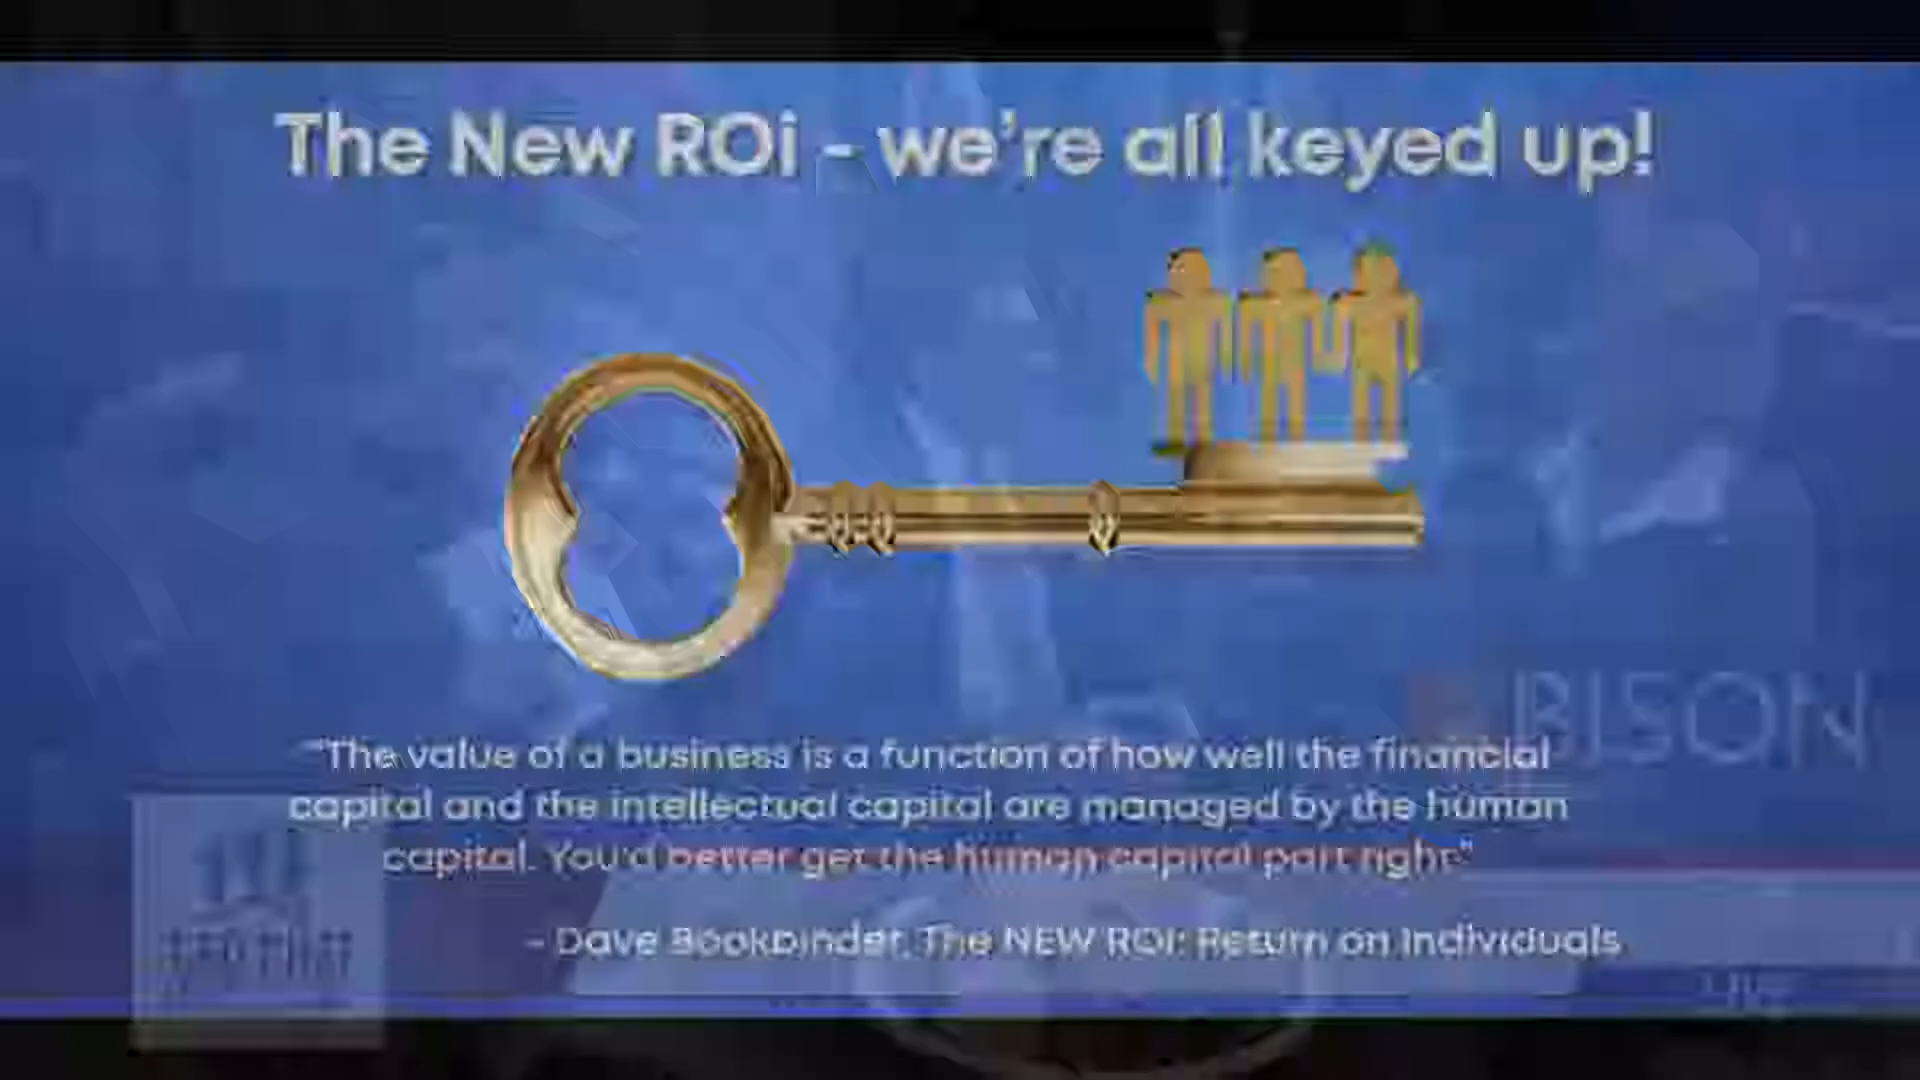 The New ROi - we're all keyed up!
BISON
"The value of a business is a function of how well the financial
capital and the intellectual capital are managed by the human
capital. You'd better get the human capital part right."
- Dave Bookbinder, The NEW ROI: Return on Individuals
LIVE